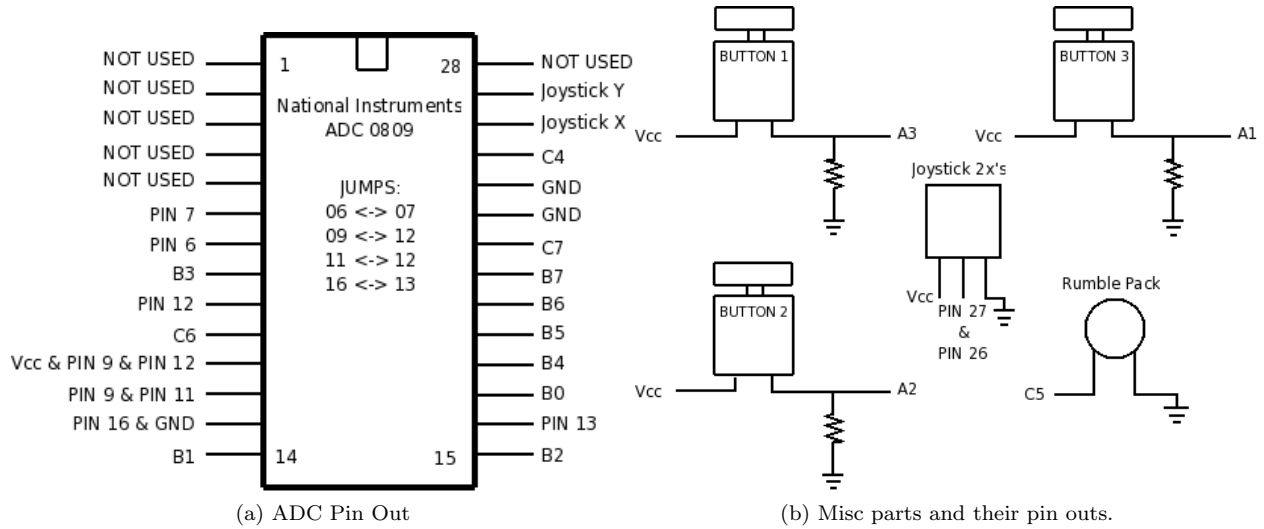 NOT USED
NOT USED
NOT USED
NOT USED
NOT USED
PIN 7
PIN 6
B3
PIN 12
C6
Vcc & PIN 9 & PIN 12
PIN 9 & PIN 11
PIN 16 & GND
B1
1
28
National Instruments
ADC 0809
JUMPS:
06 <-> 07
09 <-> 12
11 <-> 12
16 <-> 13
14
15
NOT USED
Joystick Y
Joystick X
C4
GND
GND
C7
B7
B6
B5
B4
B0
PIN 13
B2
(a) ADC Pin Out
BUTTON 1
Vcc
A3
BUTTON 3
Vcc
A1
Joystick 2x's
Vcc
PIN 27
&
PIN 26
BUTTON 2
Vcc
A2
Rumble Pack
C5
(b) Misc parts and their pin outs.